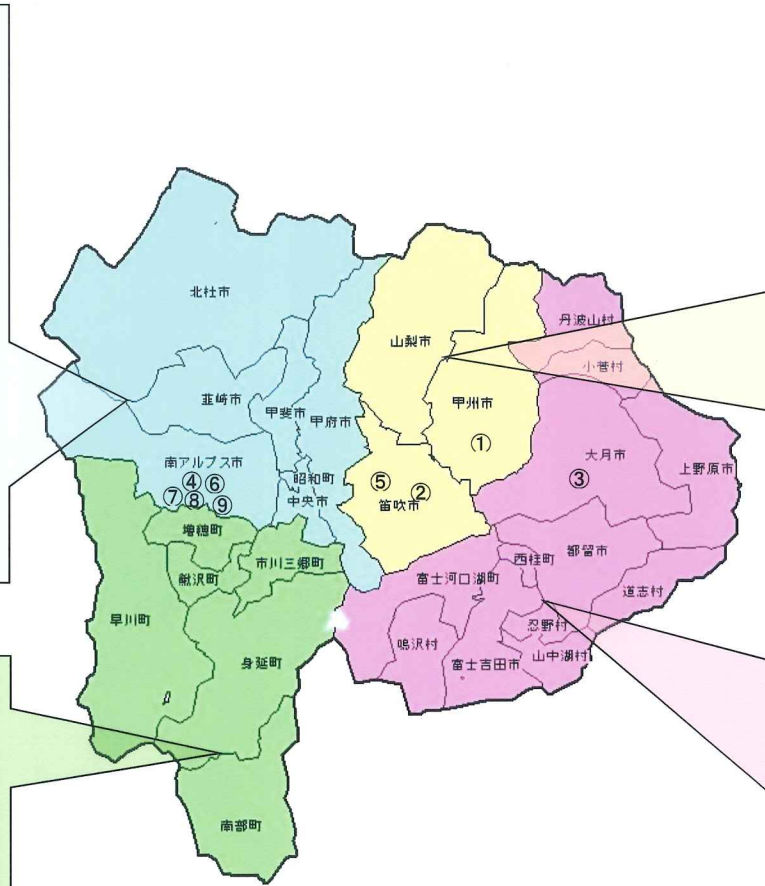 丹波山村
北杜市
山梨市
小菅村
韮崎市
甲斐市
甲府市
甲州市
①
南アルプス市
昭和町
大月市
上野原市
④ ⑥
⑤
②
③
⑦ ⑧ ⑨
中央市
笛吹市
増穂町
市川三郷町
西桂町
都留市
鰍沢町
富士河口湖町
道志村
早川町
忍野村
鳴沢村
身延町
富士吉田市
山中湖村
南部町